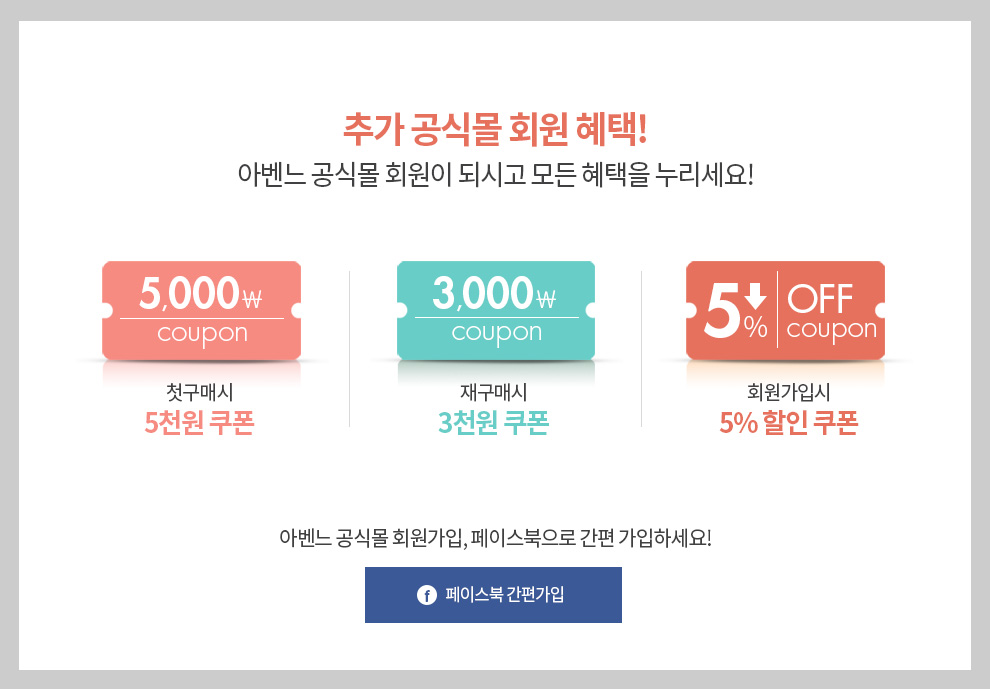 추가 공식몰 회원 혜택!
아벤느 공식몰 회원이 되시고 모든 혜택을 누리세요!
5,000₩
coupon
첫구매시
5천원 쿠폰
3,000₩
coupon
재구매시
3천원 쿠폰
5% OFF
coupon
회원가입시
5% 할인 쿠폰
아벤느 공식몰 회원가입, 페이스북으로 간편 가입하세요!
f 페이스북 간편가입